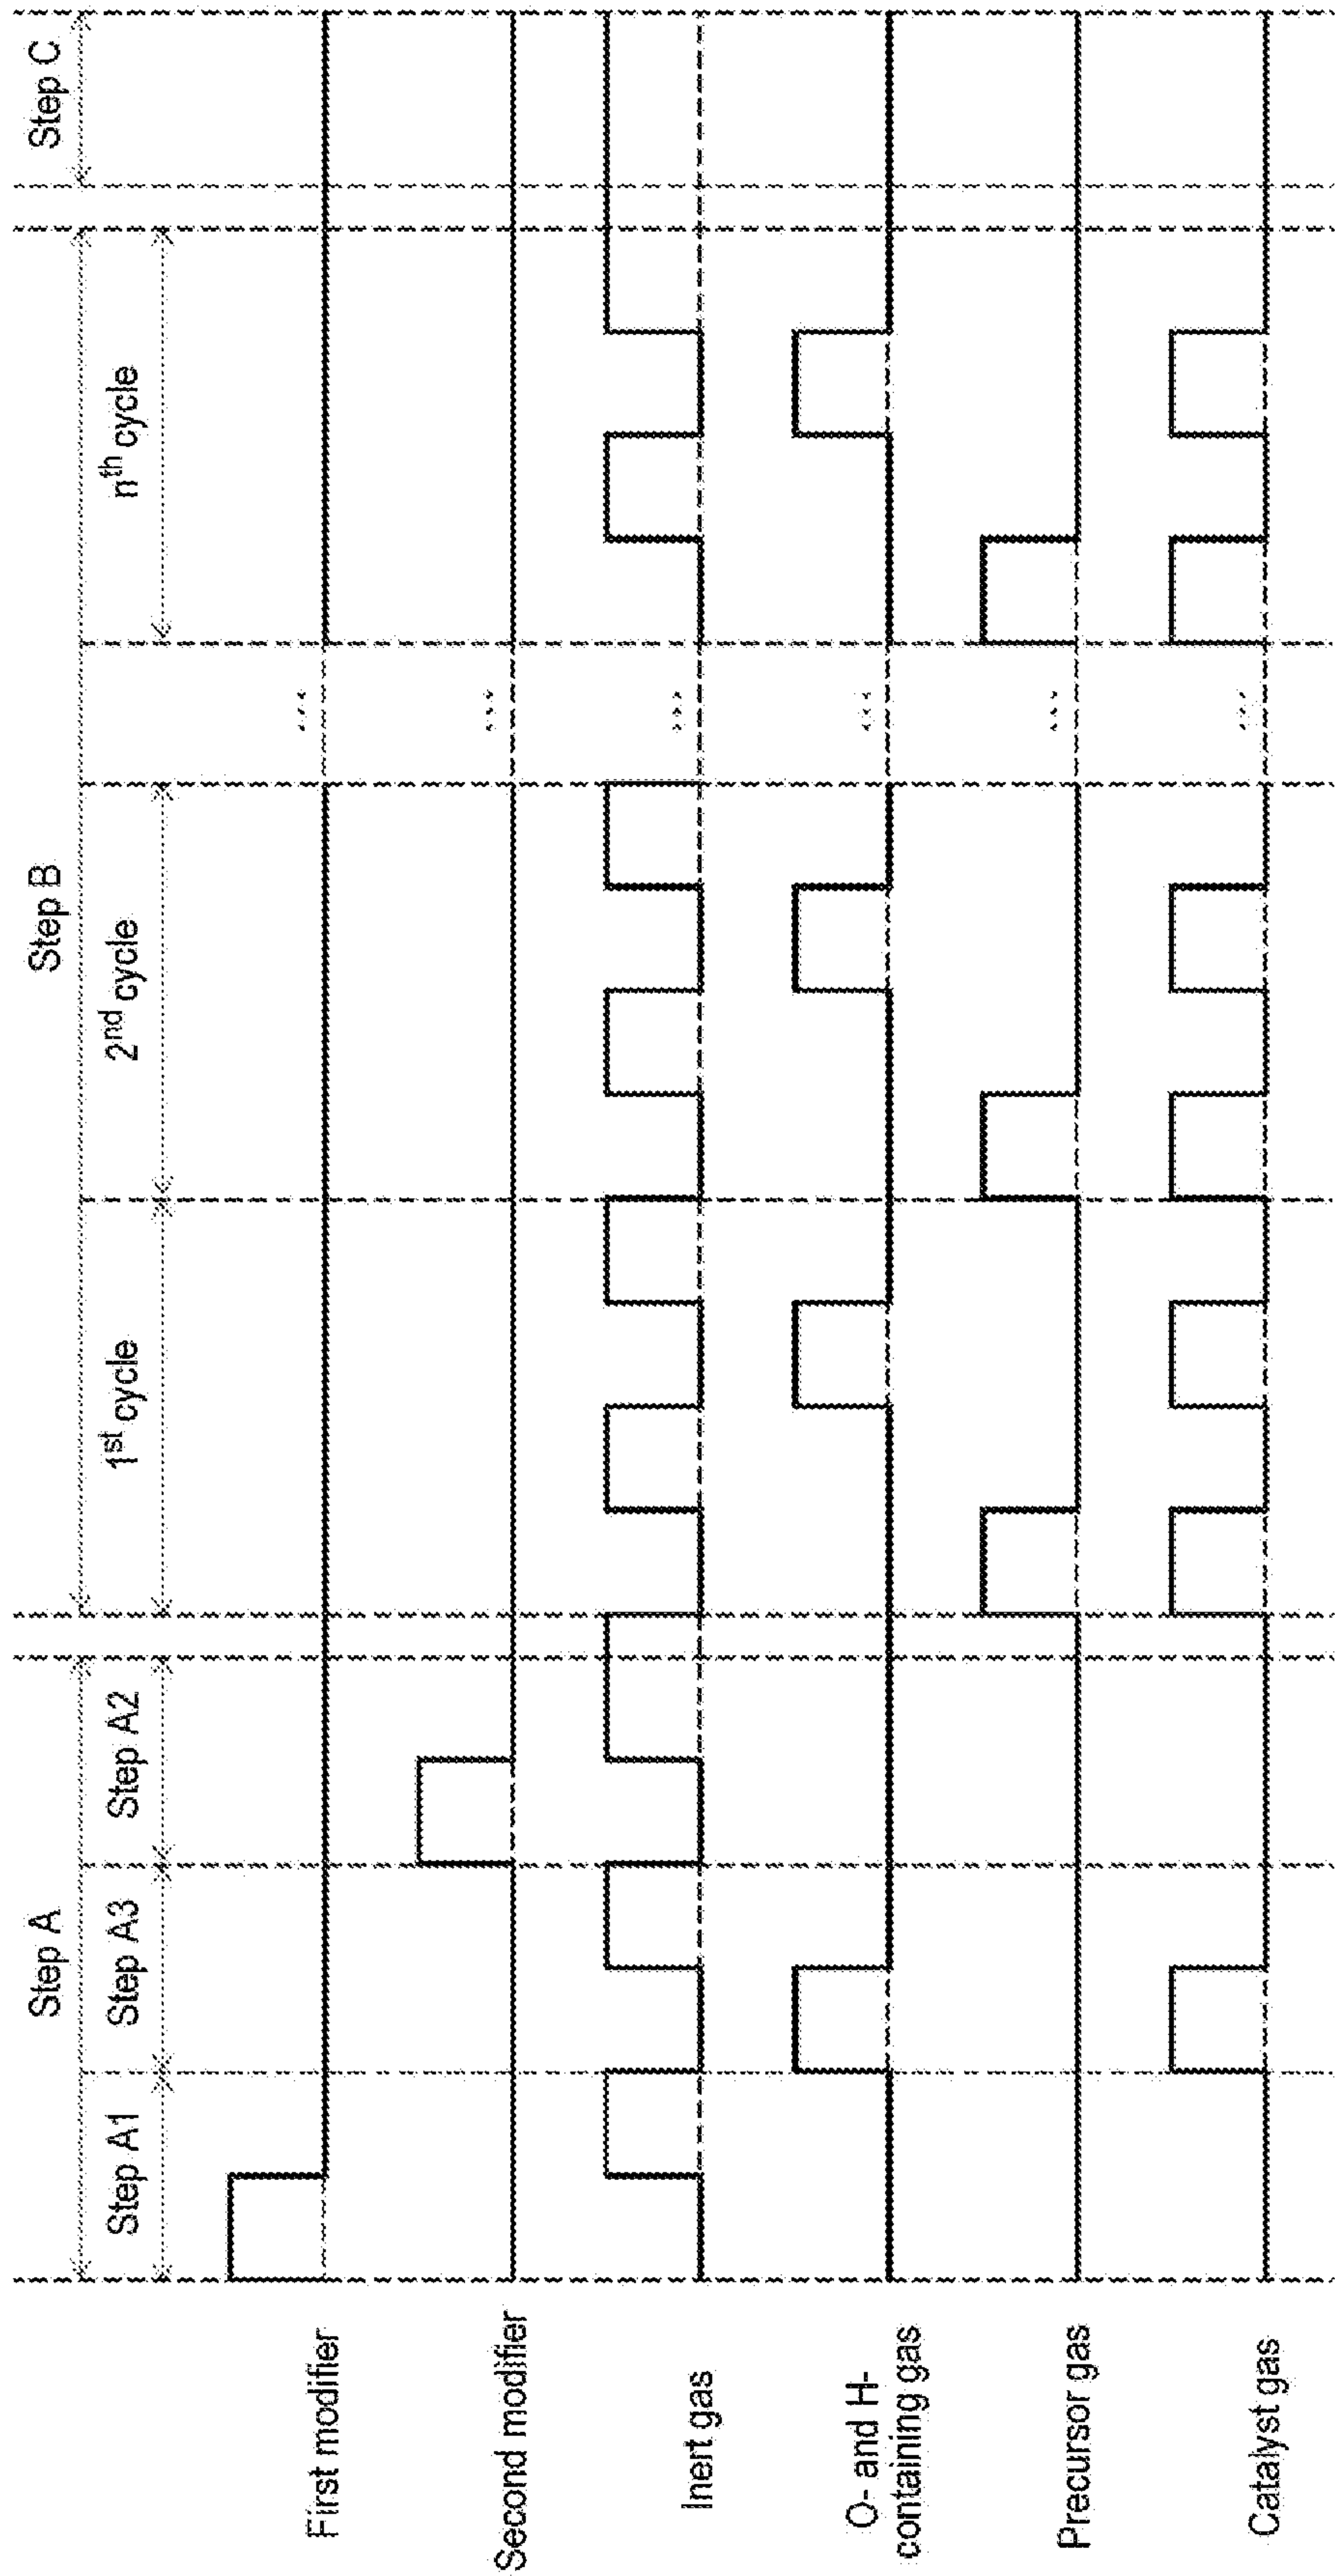 Step A
Step B
Step C
Step A1
Step A3
Step A2
1st cycle
2nd cycle
nth cycle
First modifier
...
Second modifier
...
Inert gas
...
O- and H-
containing gas
...
Precursor gas
...
Catalyst gas
...